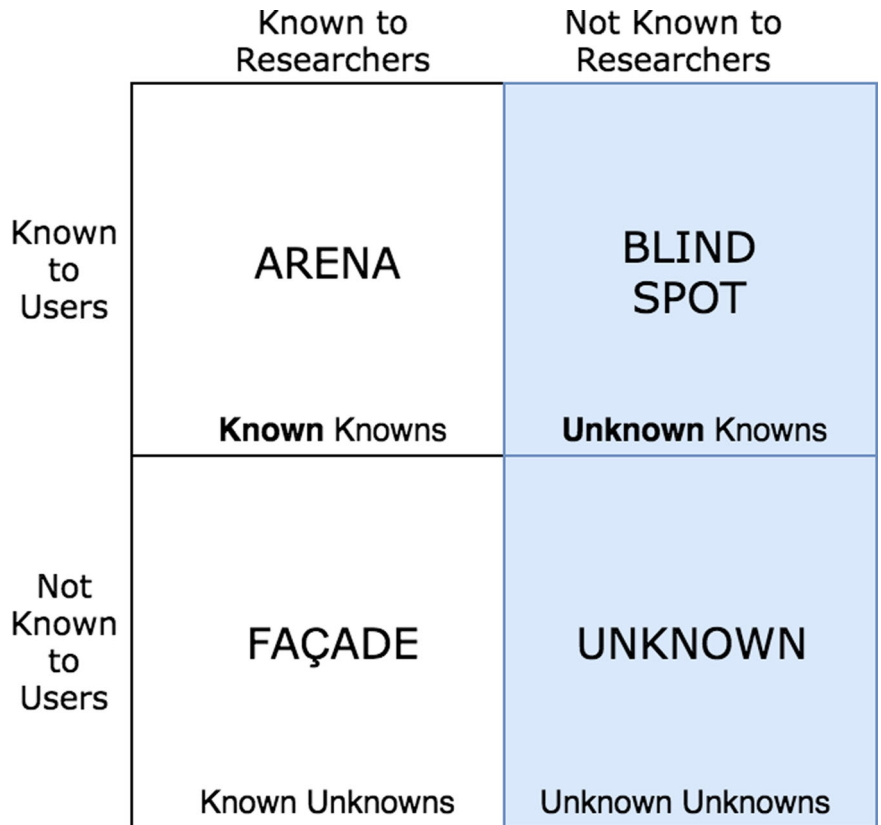 Known to
Researchers
Not Known to
Researchers
Known
to
Users
ARENA
BLIND
SPOT
Known Knowns
Unknown Knowns
Not
Known
to
Users
FAÇADE
UNKNOWN
Known Unknowns
Unknown Unknowns